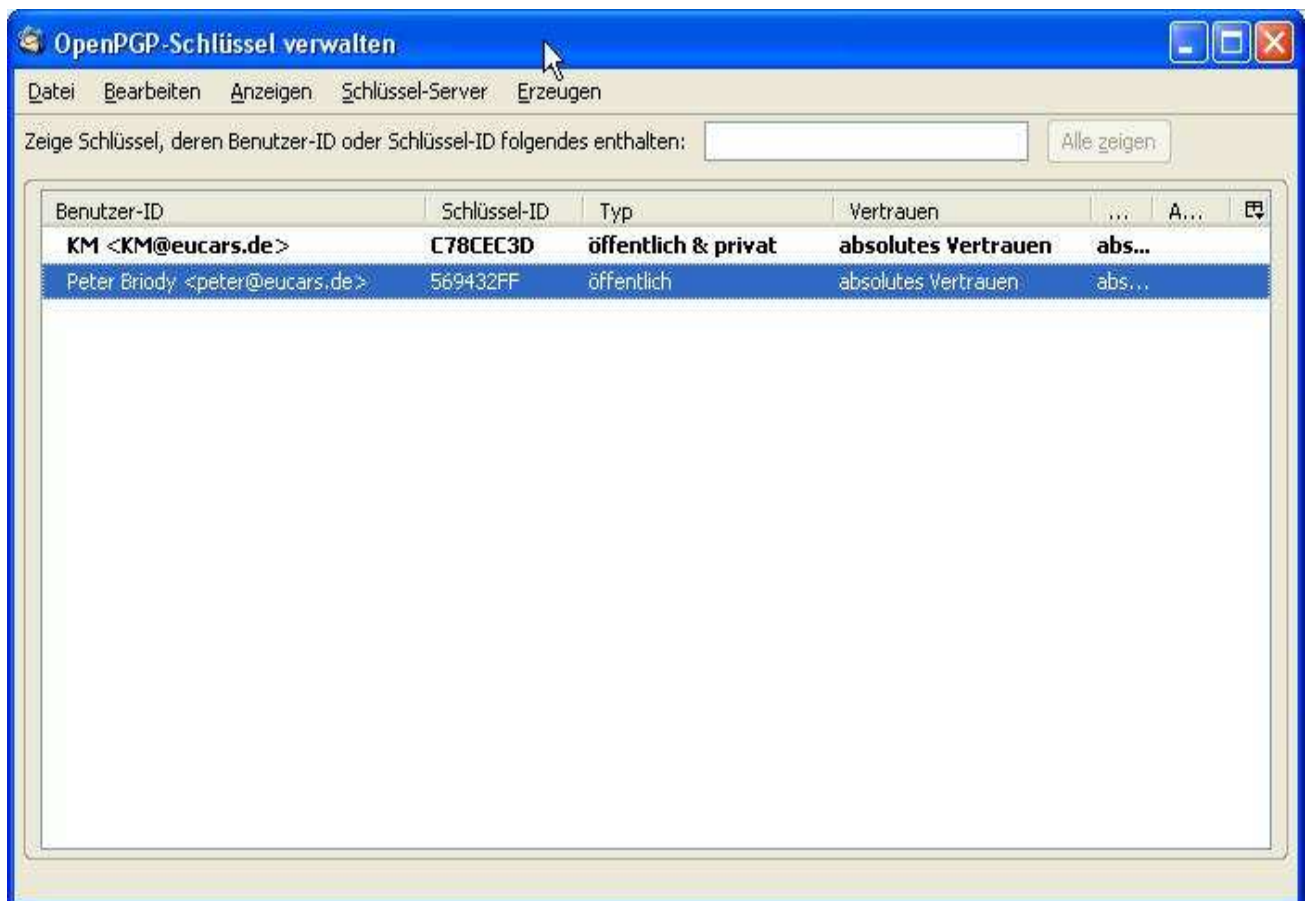 OpenPGP-Schlüssel verwalten
Datei Bearbeiten Anzeigen Schlüssel-Server Erzeugen
Zeige Schlüssel, deren Benutzer-ID oder Schlüssel-ID folgendes enthalten: Alle zeigen
Benutzer-ID Schlüssel-ID Typ Vertrauen ... A...
KM <KM@eucars.de> C78CEC3D öffentlich & privat absolutes Vertrauen abs...
Peter Briody <peter@eucars.de> 569432FF öffentlich absolutes Vertrauen abs...